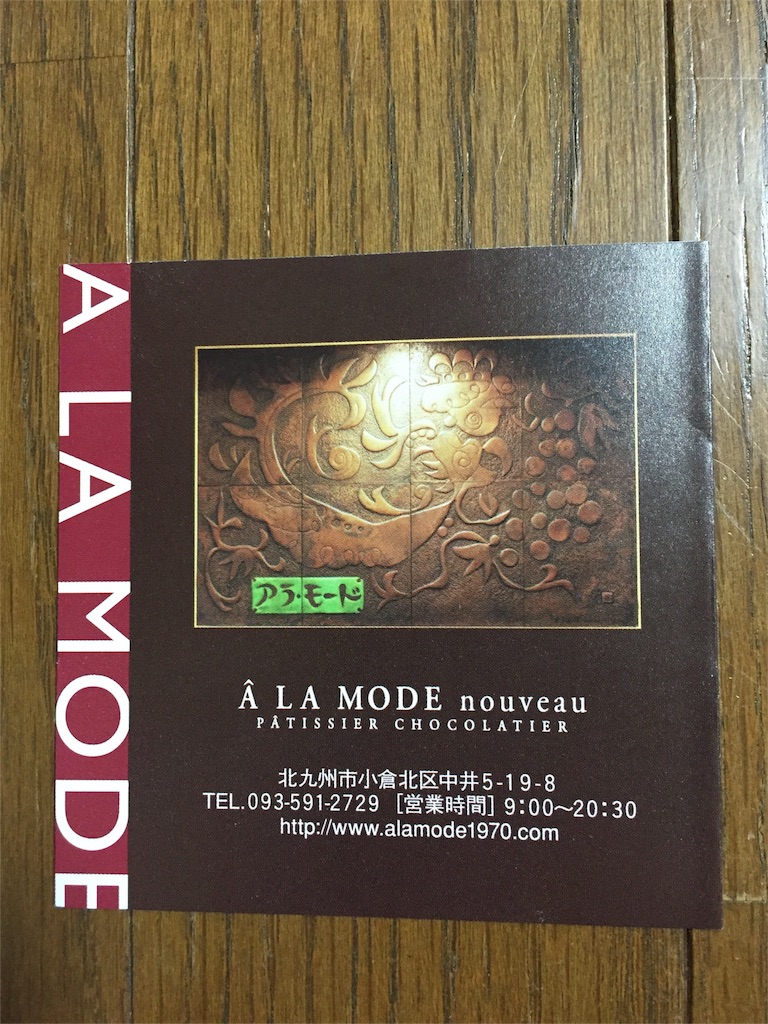 A LA MODE
アラ・モード
Â LA MODE nouveau
PÂTISSIER CHOCOLATIER
北九州市小倉北区中井5-19-8
TEL.093-591-2729 [営業時間] 9:00〜20:30
http://www.alamode1970.com